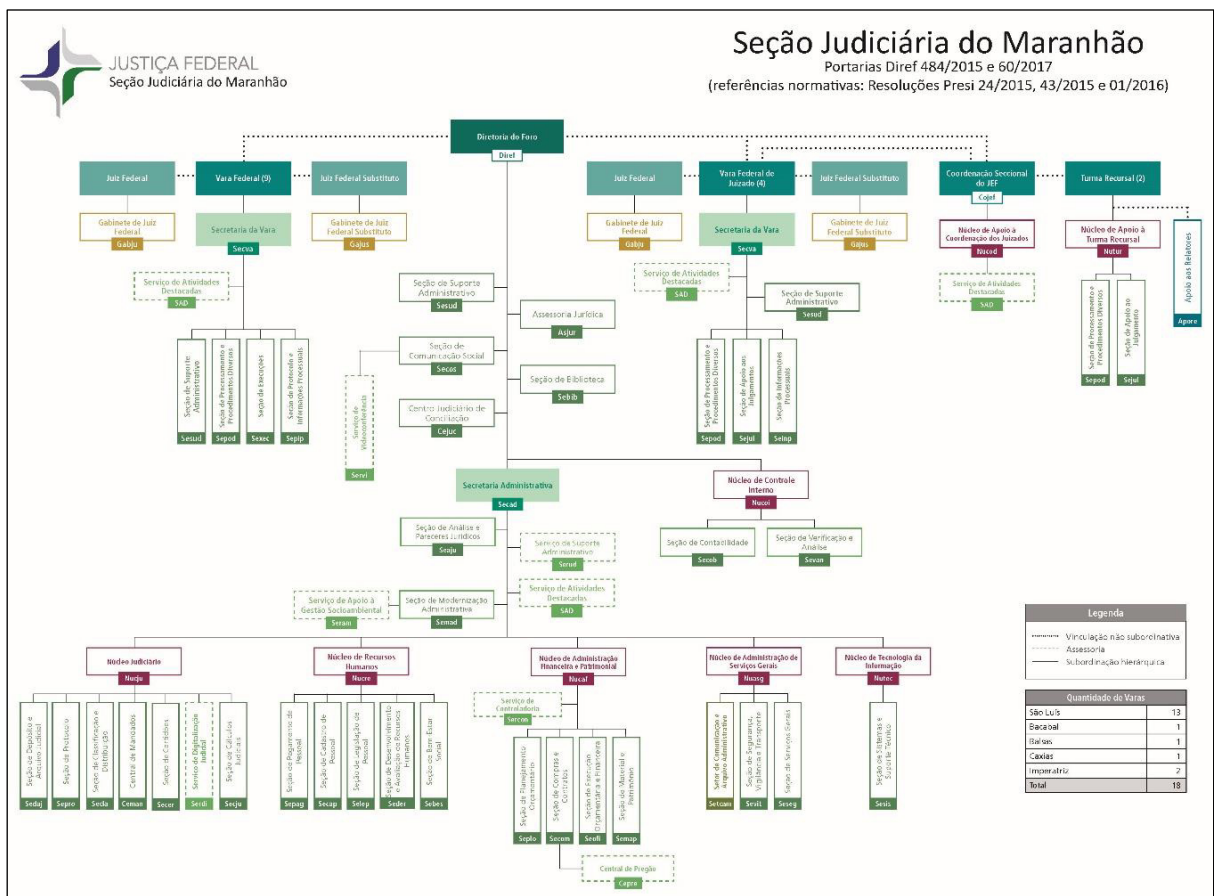 JUSTIÇA FEDERAL
Seção Judiciária do Maranhão
Seção Judiciária do Maranhão
Portarias Diref 484/2015 e 60/2017
(referências normativas: Resoluções Presi 24/2015, 43/2015 e 01/2016)
Diretoria do Foro
Diref
Juiz Federal
Vara Federal (9)
Juiz Federal Substituto
Juiz Federal
Vara Federal de
Juizado (4)
Juiz Federal Substituto
Coordenação Seccional
do JEF
Cojef
Turma Recursal (2)
Gabinete de Juiz
Federal
Gabju
Secretaria da Vara
Secva
Gabinete de Juiz
Federal Substituto
Gajus
Gabinete de Juiz
Federal
Gabju
Secretaria da Vara
Secva
Gabinete de Juiz
Federal Substituto
Gajus
Núcleo de Apoio à
Coordenação dos Juizados
Nucod
Núcleo de Apoio à
Turma Recursal
Nutur
Apoio aos Relatores
Apore
Serviço de Atividades
Destacadas
SAD
Seção de Suporte
Administrativo
Sesud
Seção de Processamento e
Procedimentos Diversos
Sepod
Seção de Execuções
Sexec
Seção de Protocolo e
Informações Processuais
Sepip
Seção de Suporte
Administrativo
Sesud
Assessoria Jurídica
Asjur
Seção de
Comunicação Social
Secos
Serviço de
Videoconferência
Servi
Seção de Biblioteca
Sebib
Centro Judiciário de
Conciliação
Cejuc
Serviço de Atividades
Destacadas
SAD
Seção de Suporte
Administrativo
Sesud
Seção de Processamento e
Procedimentos Diversos
Sepod
Seção de Apoio aos
Julgamentos
Sejul
Seção de Informações
Processuais
Seinp
Serviço de Atividades
Destacadas
SAD
Seção de Processamento e
Procedimentos Diversos
Sepod
Seção de Apoio ao
Julgamento
Sejul
Secretaria Administrativa
Secad
Núcleo de Controle
Interno
Nucoi
Seção de Contabilidade
Secob
Seção de Verificação e
Análise
Sevan
Seção de Análise e
Pareceres Jurídicos
Seaju
Serviço de Suporte
Administrativo
Serviço de Apoio à
Gestão Socioambiental
Seram
Seção de Modernização
Administrativa
Semad
Serviço de Atividades
Destacadas
SAD
Núcleo Judiciário
Nucju
Núcleo de Recursos
Humanos
Nucre
Núcleo de Administração
Financeira e Patrimonial
Nucaf
Núcleo de Administração de
Serviços Gerais
Nuasg
Núcleo de Tecnologia da
Informação
Nutec
Seção de Depósito e
Arquivo Judicial
Sedaj
Seção de Protocolo
Sepro
Seção de Classificação e
Distribuição
Central de Mandados
Ceman
Seção de Certidões
Secer
Serviço de Digitalização
Judicial
Serdi
Seção de Cálculos
Judiciais
Secju
Seção de Pagamento de
Pessoal
Sepag
Seção de Cadastro de
Pessoal
Secap
Seção de Legislação de
Pessoal
Selep
Seção de Desenvolvimento
e Avaliação de Recursos
Humanos
Seder
Seção de Bem-Estar
Social
Sebes
Serviço de
Controladoria
Sercon
Seção de Planejamento
Orçamentário
Seplo
Seção de Compras e
Contratos
Secom
Seção de Execução
Orçamentária e Financeira
Seofi
Seção de Material e
Patrimônio
Semap
Central de Pregão
Cepre
Setor de Comunicação e
Arquivo Administrativo
Setcam
Seção de Segurança,
Vigilância e Transporte
Sevit
Seção de Serviços Gerais
Seseg
Seção de Sistemas e
Suporte Técnico
Sesis
Legenda
Vinculação não subordinativa
Assessoria
Subordinação hierárquica
Quantidade de Varas
São Luís 13
Bacabal 1
Balsas 1
Caxias 1
Imperatriz 2
Total 18